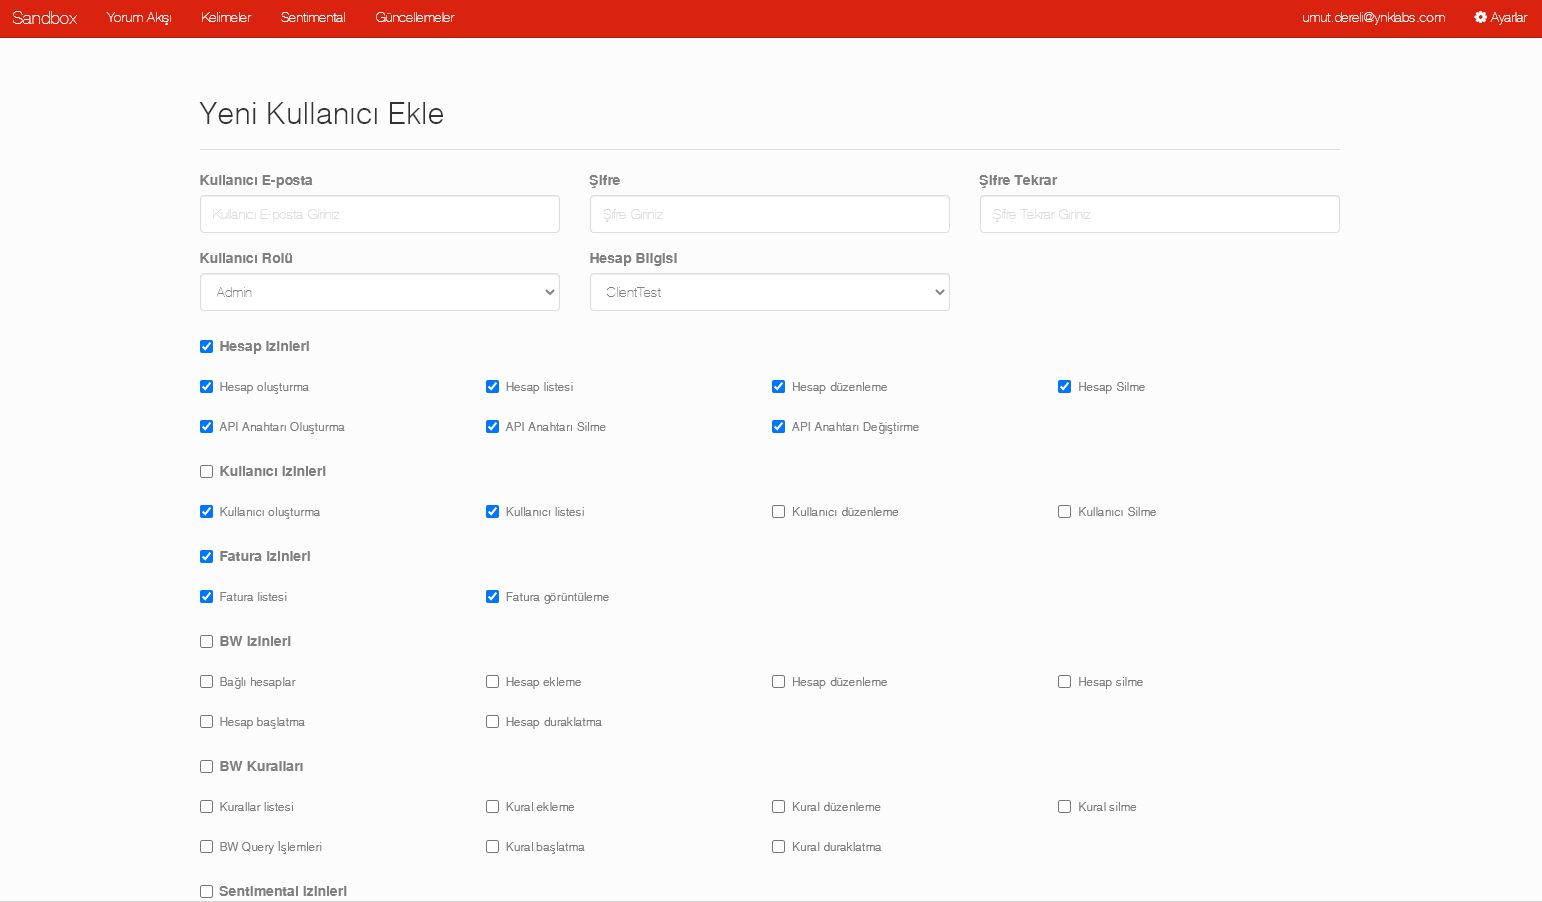 Sandbox Yorum Akışı Kelimeler Sentimental Güncellemeler umut.dereli@ynklabs.com Ayarlar
Yeni Kullanıcı Ekle
Kullanıcı E-posta Şifre Şifre Tekrar
Kullanıcı E-posta Giriniz Şifre Giriniz Şifre Tekrar Giriniz
Kullanıcı Rolü Hesap Bilgisi
Admin ClientTest
Hesap İzinleri
Hesap oluşturma Hesap listesi Hesap düzenleme Hesap Silme
API Anahtarı Oluşturma API Anahtarı Silme API Anahtarı Değiştirme
Kullanıcı İzinleri
Kullanıcı oluşturma Kullanıcı listesi Kullanıcı düzenleme Kullanıcı Silme
Fatura İzinleri
Fatura listesi Fatura görüntüleme
BW İzinleri
Bağlı hesaplar Hesap ekleme Hesap düzenleme Hesap silme
Hesap başlatma Hesap duraklatma
BW Kuralları
Kurallar listesi Kural ekleme Kural düzenleme Kural silme
BW Query İşlemleri Kural başlatma Kural duraklatma
Sentimental İzinleri